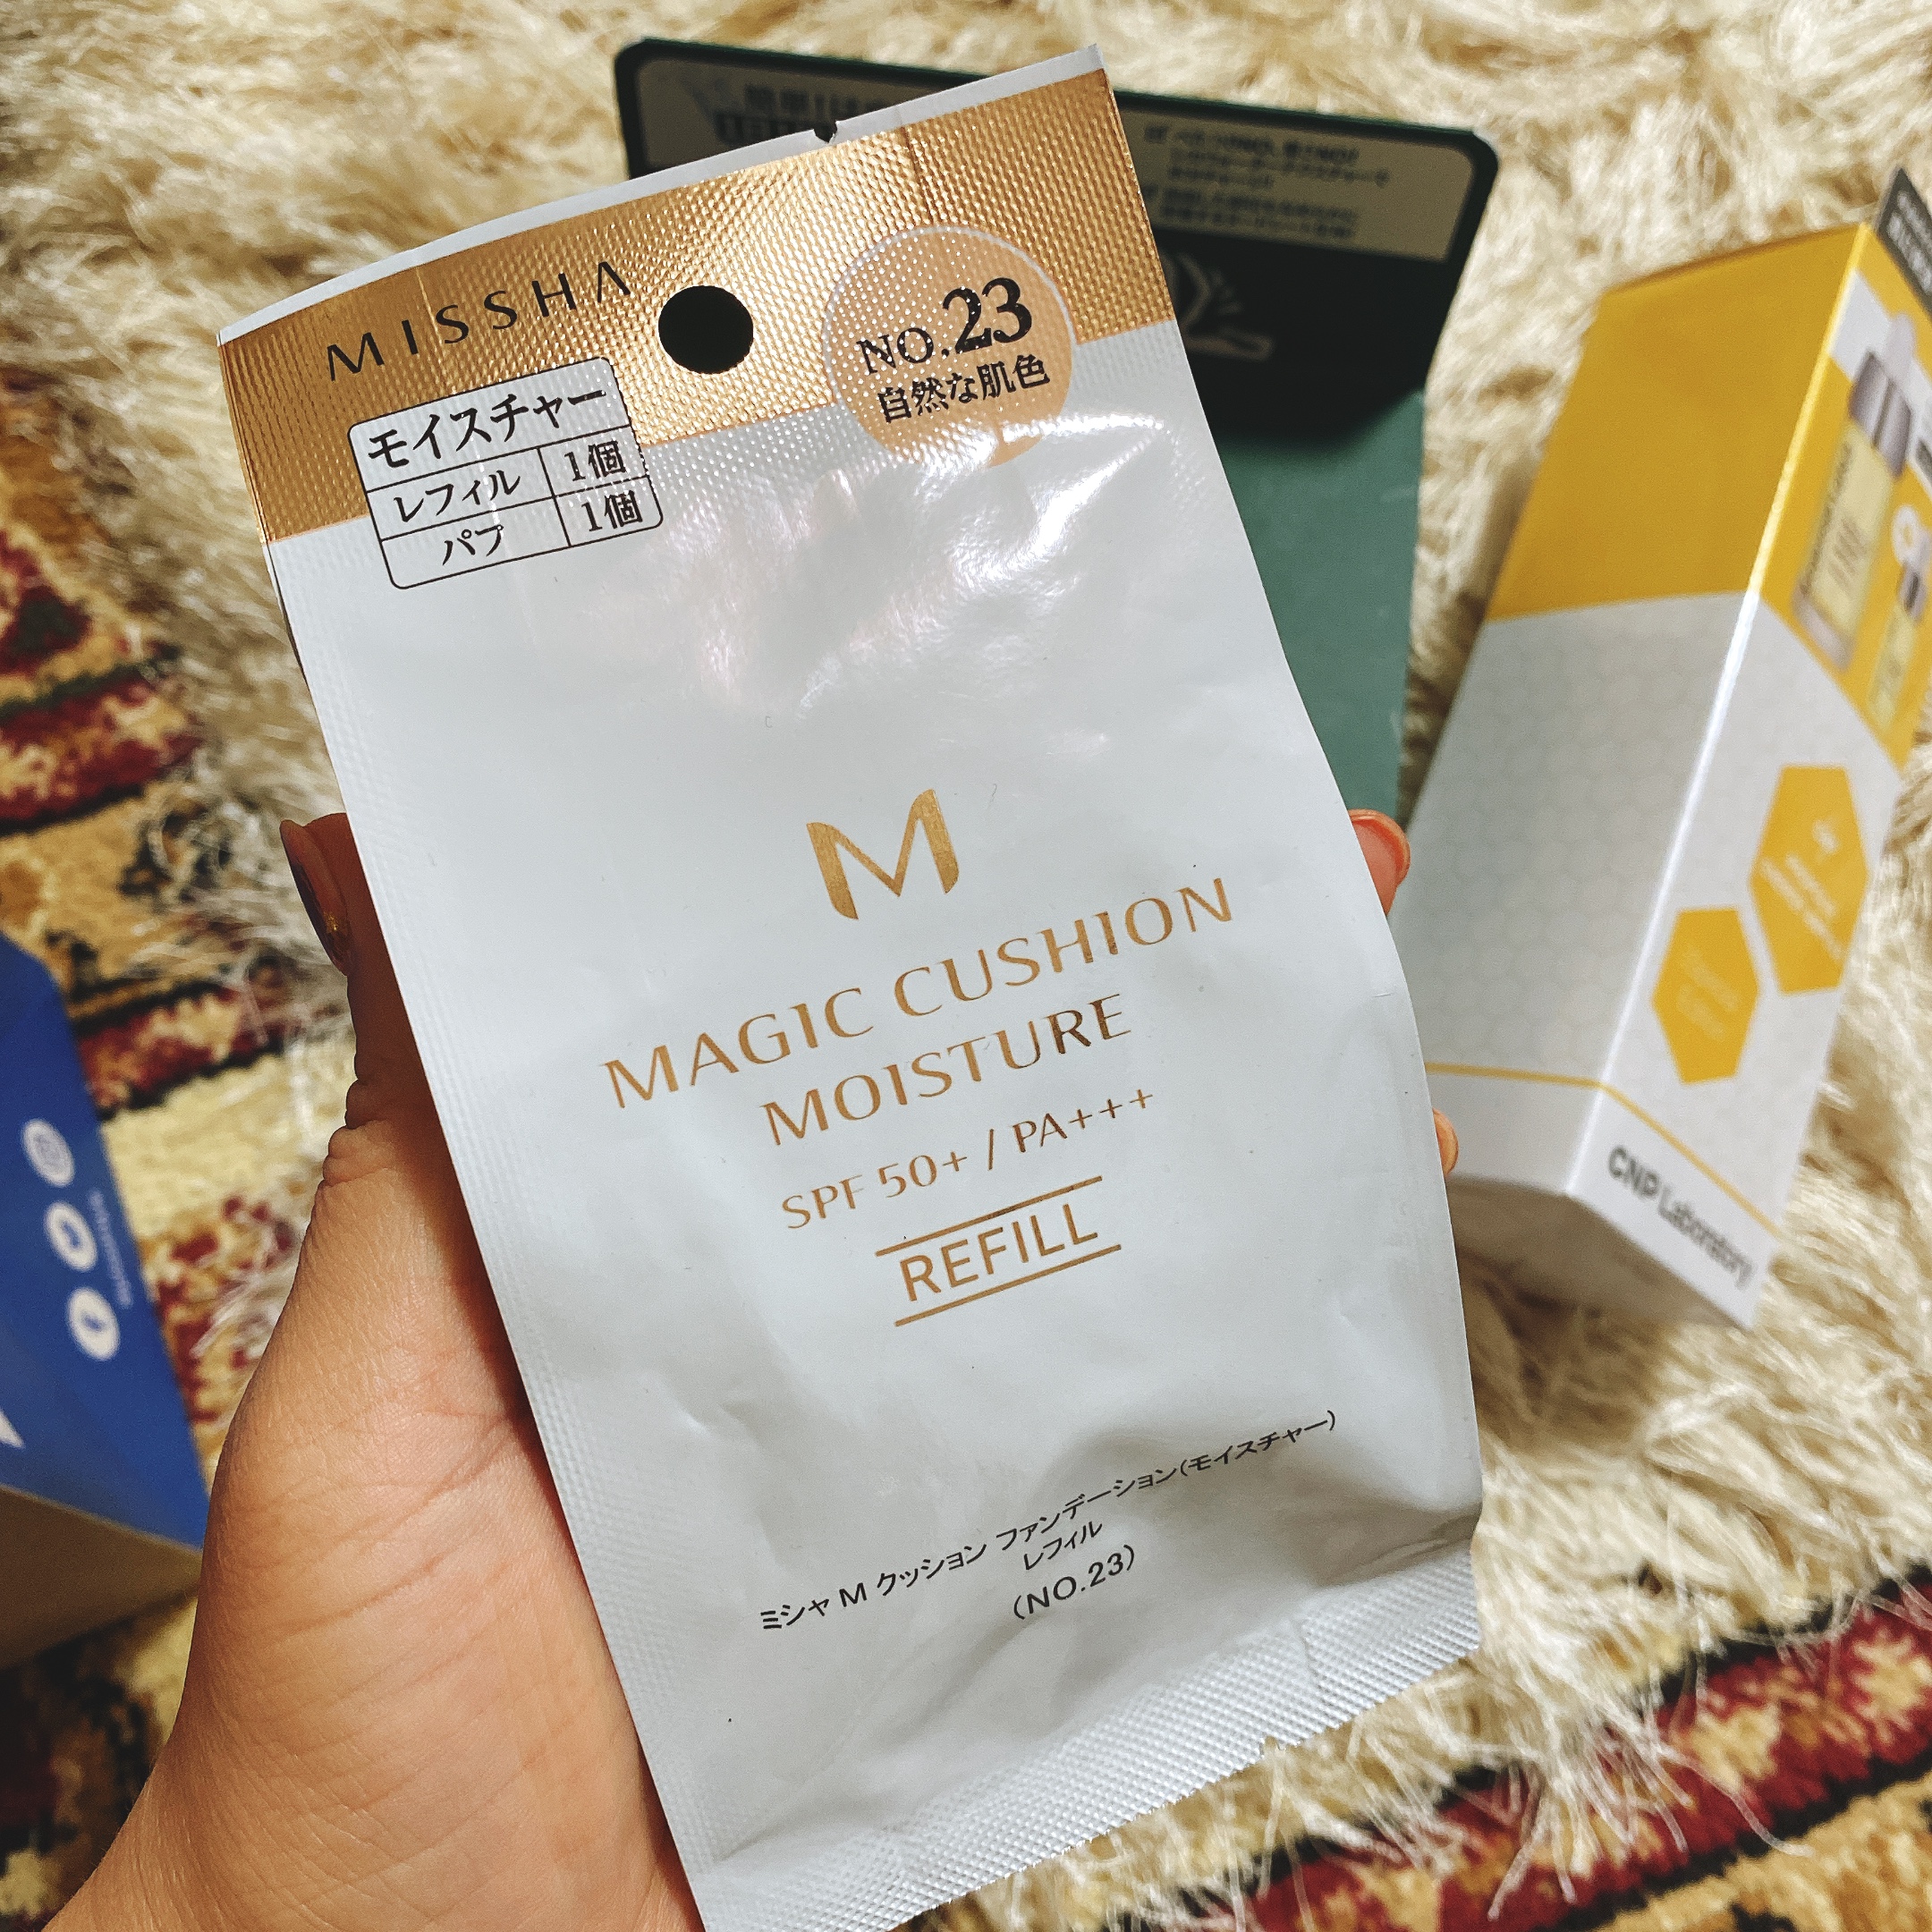 MISSHA
NO.23
自然な肌色
モイスチャー
レフィル 1個
パフ 1個
M
MAGIC CUSHION
MOISTURE
SPF 50+ / PA+++
REFILL
ミシャ M クッション ファンデーション(モイスチャー)
レフィル
(NO.23)
CNP Laboratory